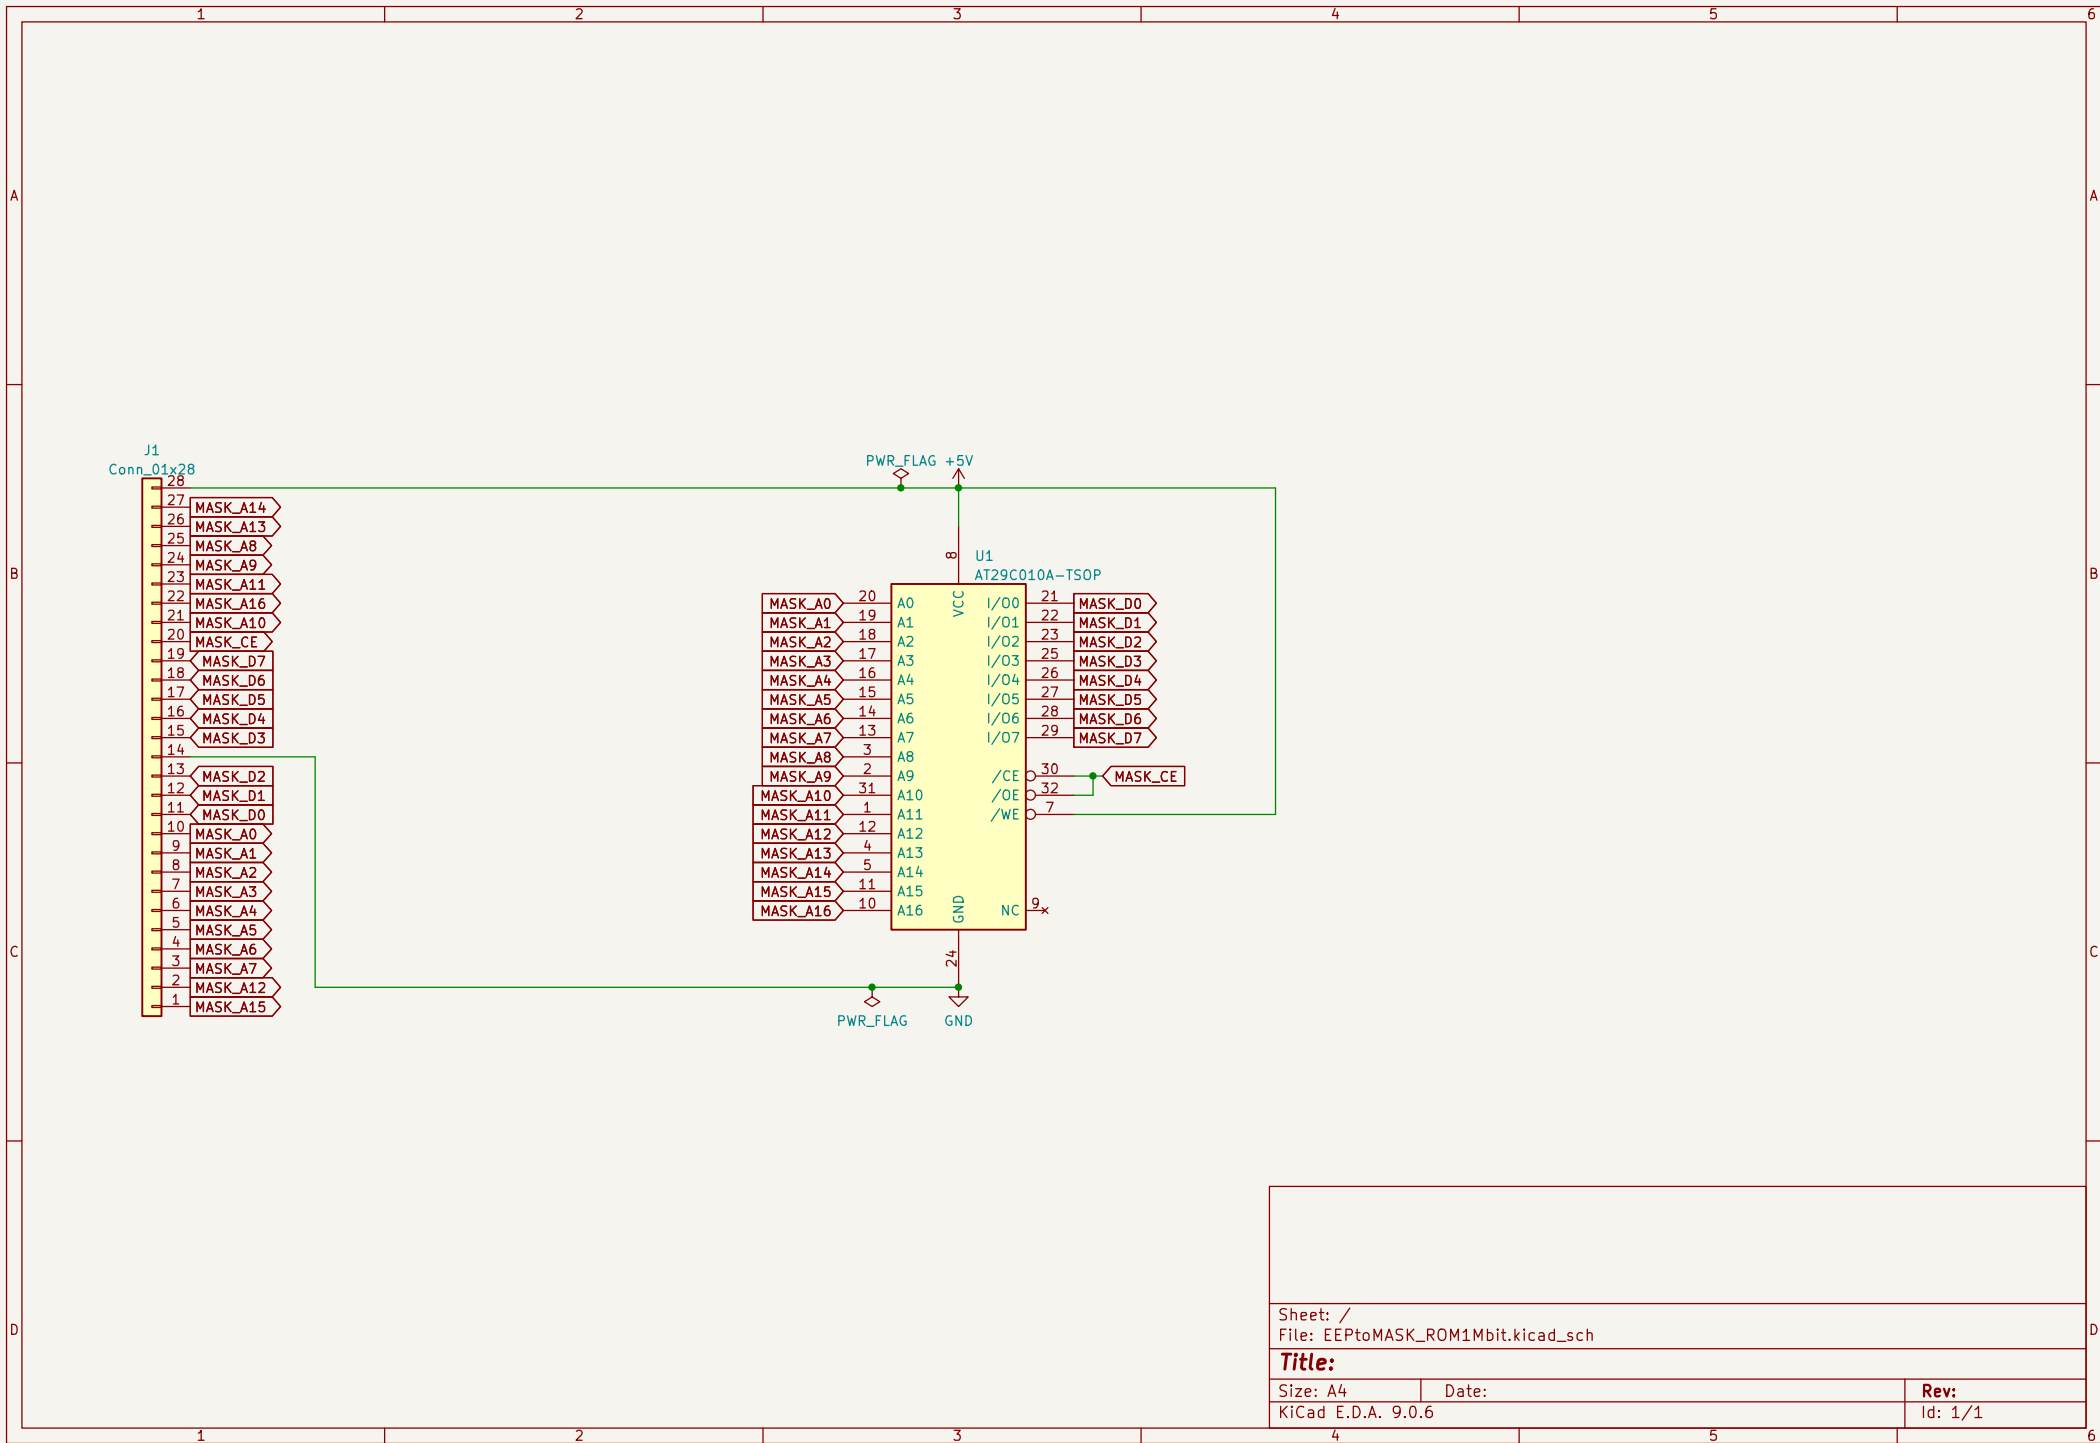 1 2 3 4 5 6
A A
B B
C C
D D
J1
Conn_01x28
28
27 MASK_A14
26 MASK_A13
25 MASK_A8
24 MASK_A9
23 MASK_A11
22 MASK_A16
21 MASK_A10
20 MASK_CE
19 MASK_D7
18 MASK_D6
17 MASK_D5
16 MASK_D4
15 MASK_D3
14
13 MASK_D2
12 MASK_D1
11 MASK_D0
10 MASK_A0
9 MASK_A1
8 MASK_A2
7 MASK_A3
6 MASK_A4
5 MASK_A5
4 MASK_A6
3 MASK_A7
2 MASK_A12
1 MASK_A15
PWR_FLAG +5V
8
U1
AT29C010A-TSOP
VCC
MASK_A0 20 A0 I/O0 21 MASK_D0
MASK_A1 19 A1 I/O1 22 MASK_D1
MASK_A2 18 A2 I/O2 23 MASK_D2
MASK_A3 17 A3 I/O3 25 MASK_D3
MASK_A4 16 A4 I/O4 26 MASK_D4
MASK_A5 15 A5 I/O5 27 MASK_D5
MASK_A6 14 A6 I/O6 28 MASK_D6
MASK_A7 13 A7 I/O7 29 MASK_D7
MASK_A8 3 A8
MASK_A9 2 A9 /CE 30 MASK_CE
MASK_A10 31 A10 /OE 32
MASK_A11 1 A11 /WE 7
MASK_A12 12 A12
MASK_A13 4 A13
MASK_A14 5 A14
MASK_A15 11 A15
MASK_A16 10 A16 GND NC 9
24
PWR_FLAG GND
Sheet: /
File: EEPtoMASK_ROM1Mbit.kicad_sch
Title:
Size: A4 Date: Rev:
KiCad E.D.A. 9.0.6 Id: 1/1
1 2 3 4 5 6